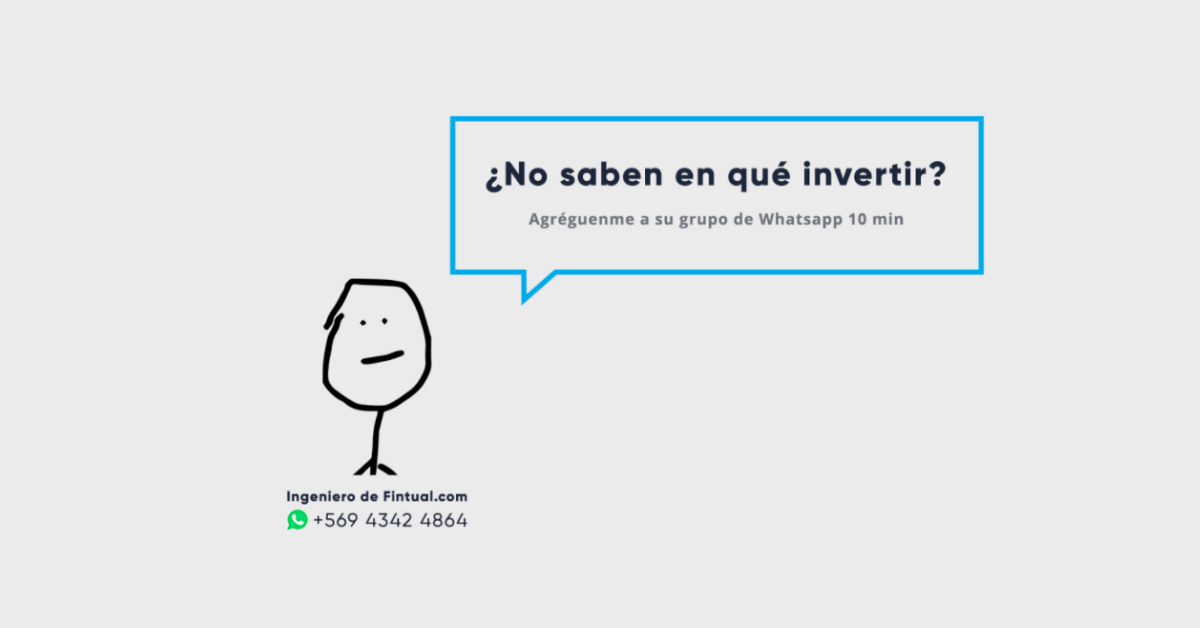 ¿No saben en qué invertir?
Agréguenme a su grupo de Whatsapp 10 min
Ingeniero de Fintual.com
+569 4342 4864